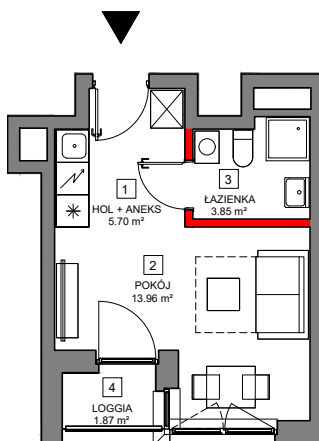 1
HOL + ANEKS
5.70 m²
3
ŁAZIENKA
3.85 m²
2
POKÓJ
13.96 m²
4
LOGGIA
1.87 m²